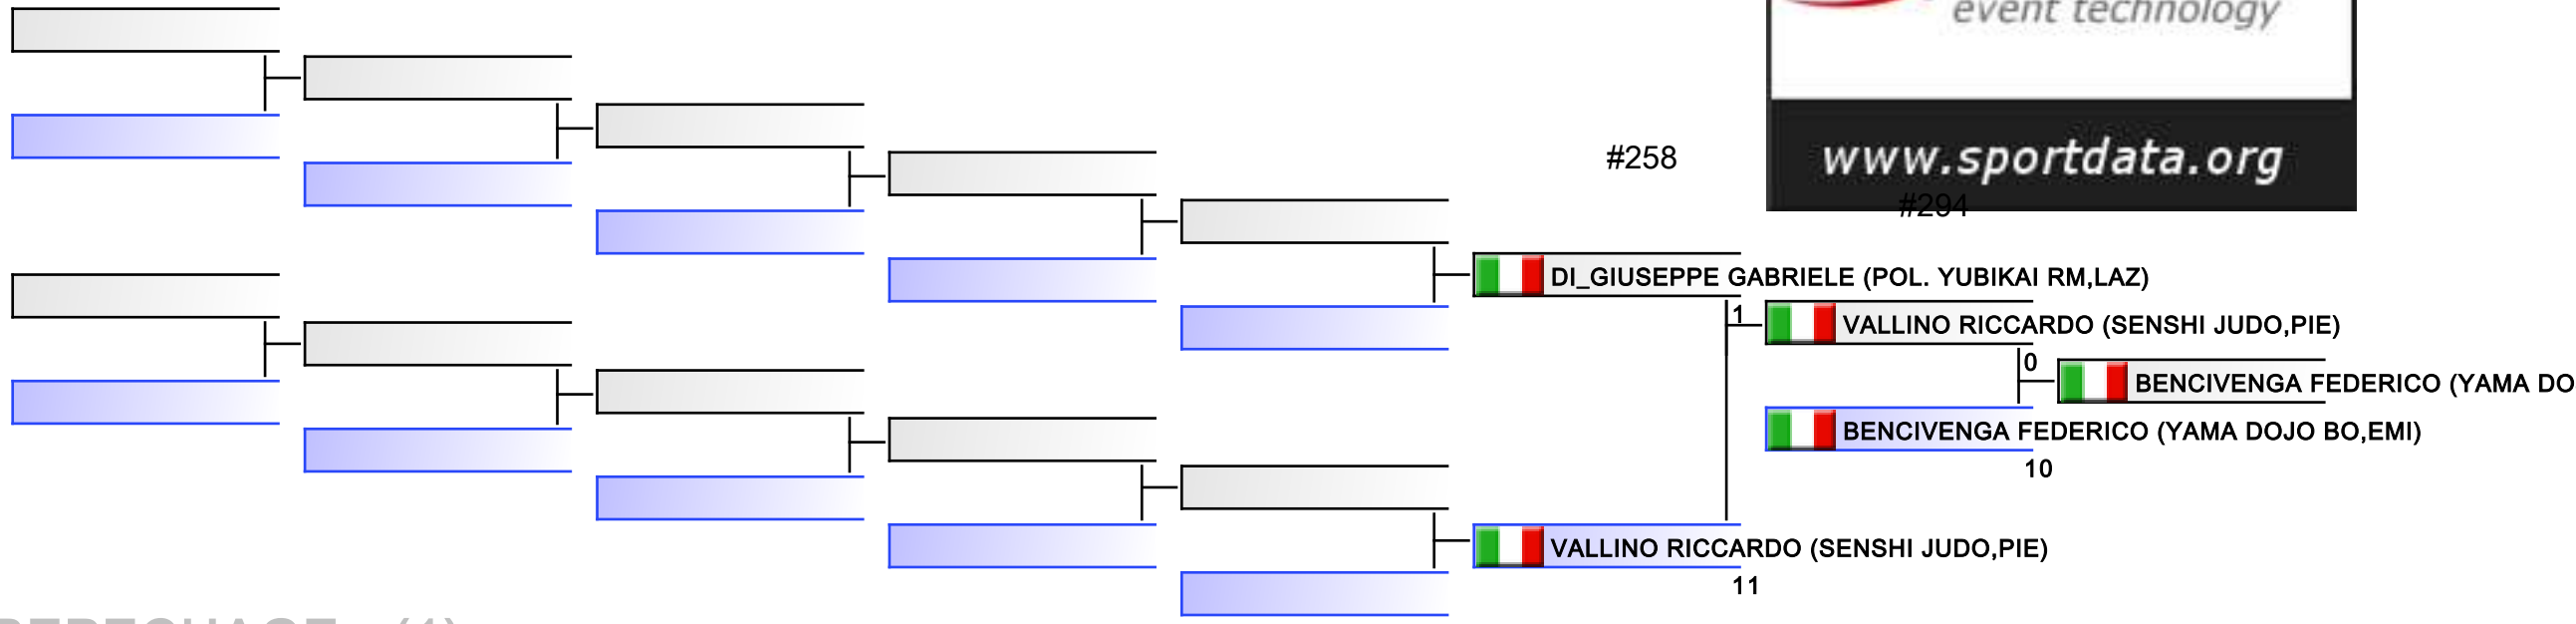 event technology
www.sportdata.org
#258
#294
DI_GIUSEPPE GABRIELE (POL. YUBIKAI RM,LAZ)
1
VALLINO RICCARDO (SENSHI JUDO,PIE)
0
BENCIVENGA FEDERICO (YAMA DO
BENCIVENGA FEDERICO (YAMA DOJO BO,EMI)
10
VALLINO RICCARDO (SENSHI JUDO,PIE)
11